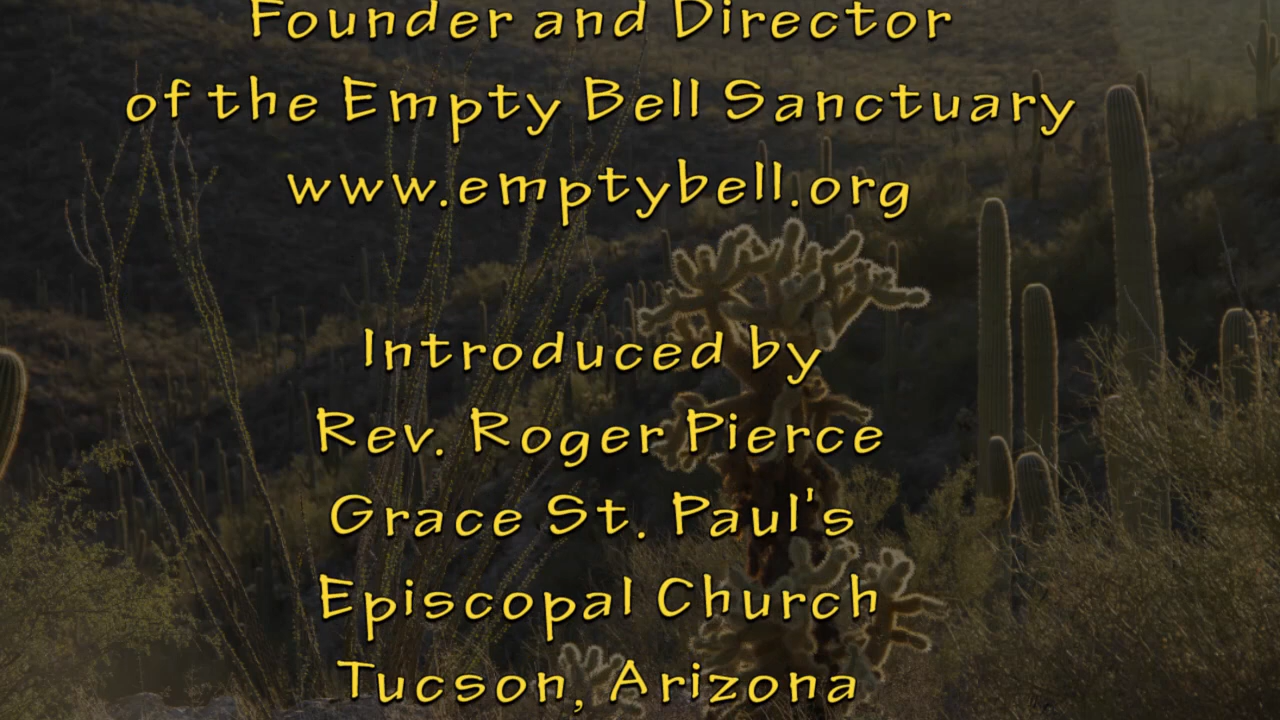 Founder and Director
of the Empty Bell Sanctuary
www.emptybell.org
Introduced by
Rev. Roger Pierce
Grace St. Paul's
Episcopal Church
Tucson, Arizona